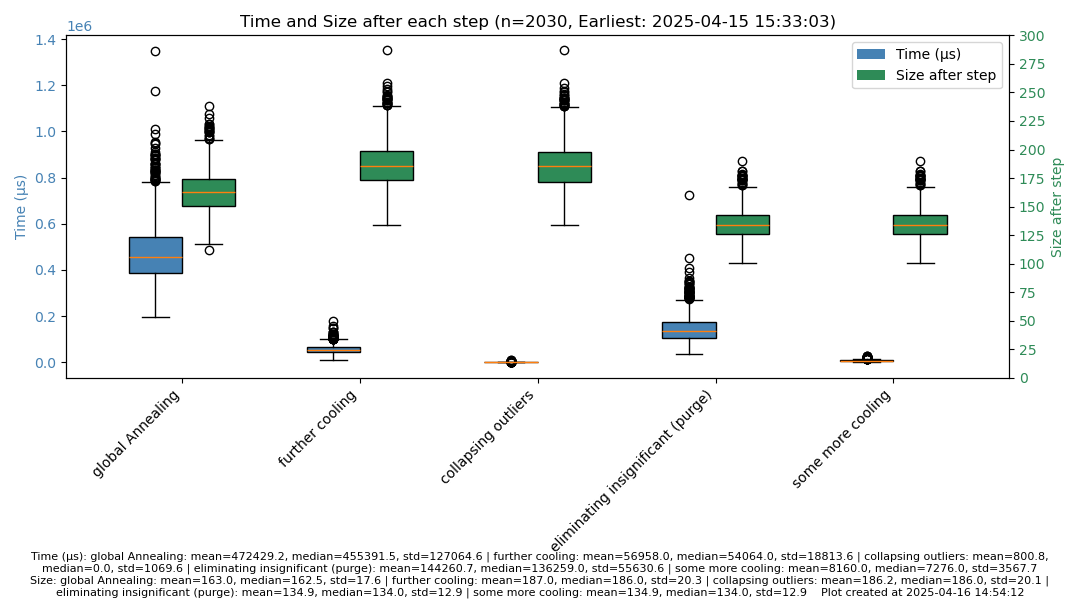 Time and Size after each step (n=2030, Earliest: 2025-04-15 15:33:03)
1e6
1.4
1.2
1.0
0.8
0.6
0.4
0.2
0.0
Time (μs)
300
275
250
225
200
175
150
125
100
75
50
25
0
Size after step
Time (μs)
Size after step
global Annealing
further cooling
collapsing outliers
eliminating insignificant (purge)
some more cooling
Time (μs): global Annealing: mean=472429.2, median=455391.5, std=127064.6 | further cooling: mean=56958.0, median=54064.0, std=18813.6 | collapsing outliers: mean=800.8,
median=0.0, std=1069.6 | eliminating insignificant (purge): mean=144260.7, median=136259.0, std=55630.6 | some more cooling: mean=8160.0, median=7276.0, std=3567.7
Size: global Annealing: mean=163.0, median=162.5, std=17.6 | further cooling: mean=187.0, median=186.0, std=20.3 | collapsing outliers: mean=186.2, median=186.0, std=20.1 |
eliminating insignificant (purge): mean=134.9, median=134.0, std=12.9 | some more cooling: mean=134.9, median=134.0, std=12.9    Plot created at 2025-04-16 14:54:12